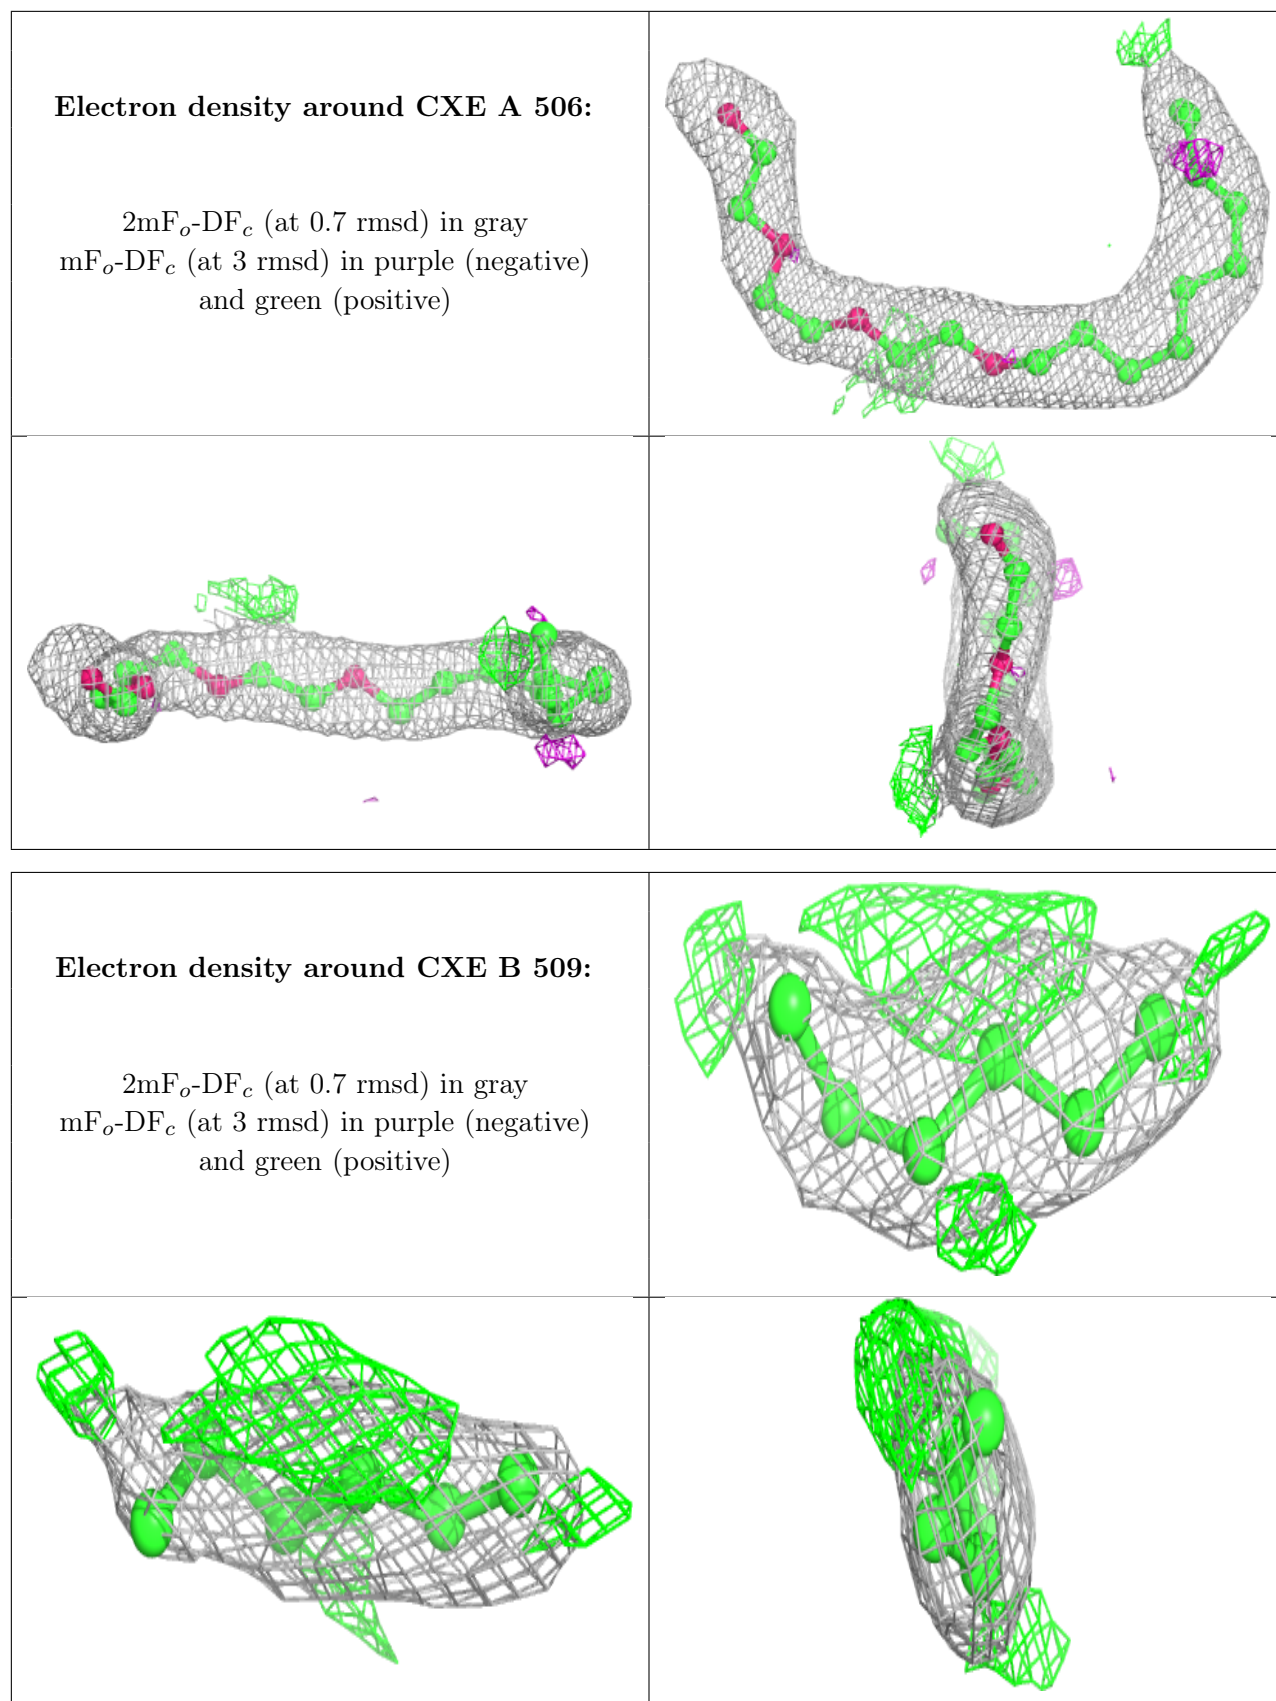 Electron density around CXE A 506:
2mFo-DFc (at 0.7 rmsd) in gray
mFo-DFc (at 3 rmsd) in purple (negative)
and green (positive)
Electron density around CXE B 509:
2mFo-DFc (at 0.7 rmsd) in gray
mFo-DFc (at 3 rmsd) in purple (negative)
and green (positive)